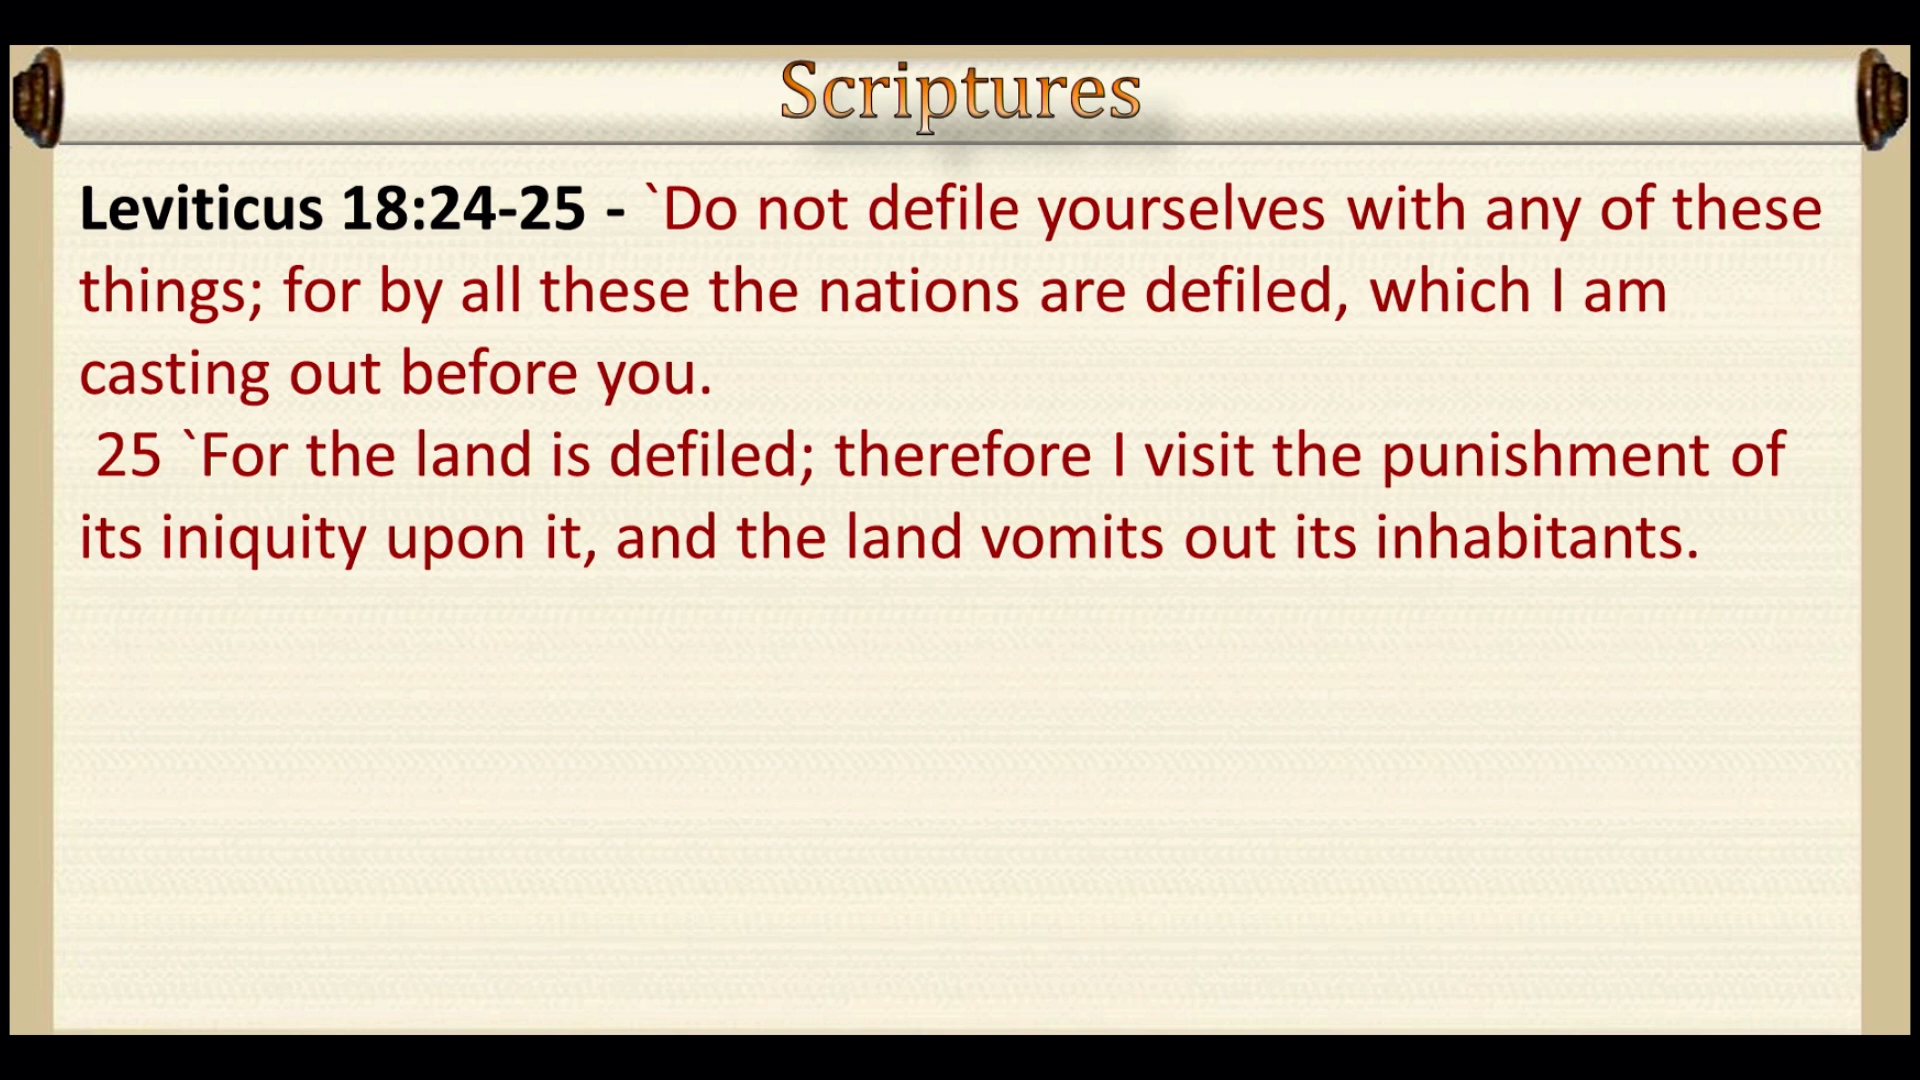 Scriptures
Leviticus 18:24-25 - `Do not defile yourselves with any of these
things; for by all these the nations are defiled, which I am
casting out before you.
25 `For the land is defiled; therefore I visit the punishment of
its iniquity upon it, and the land vomits out its inhabitants.